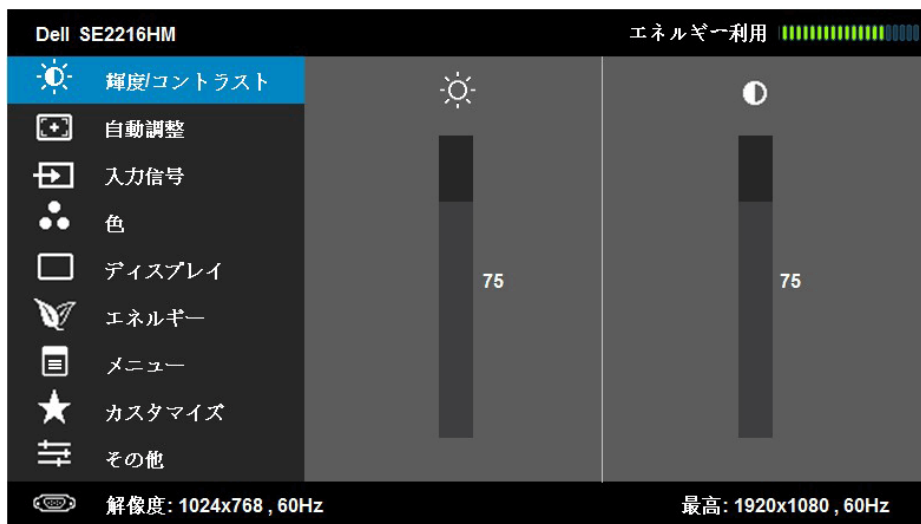 Dell SE2216HM
エネルギー利用
輝度/コントラスト
自動調整
入力信号
色
ディスプレイ
エネルギー
メニュー
カスタマイズ
その他
75
75
解像度: 1024x768 , 60Hz
最高: 1920x1080 , 60Hz